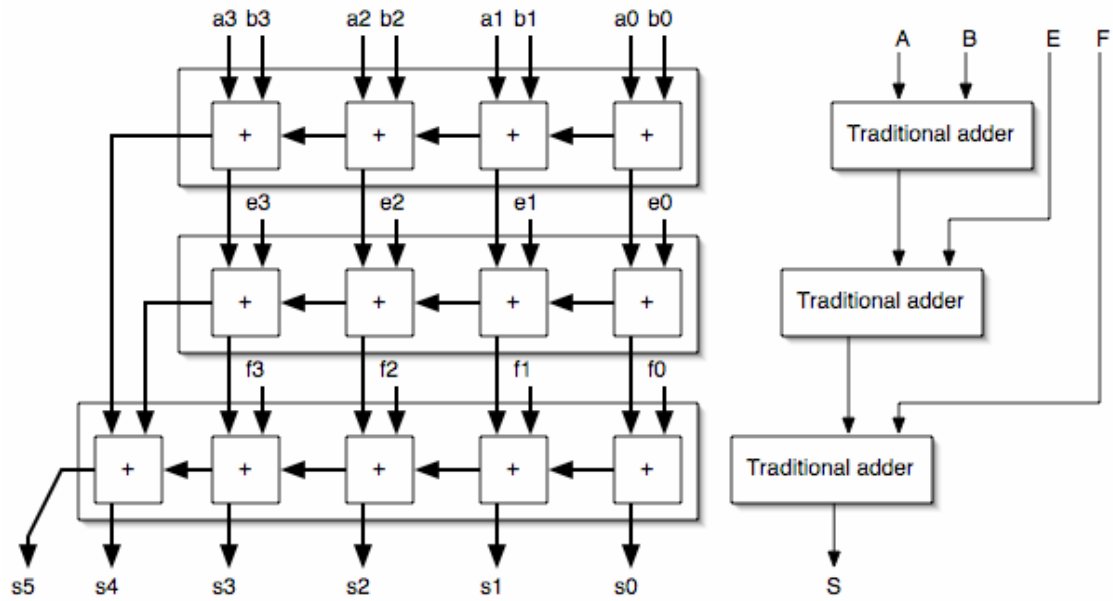 a3 b3 a2 b2 a1 b1 a0 b0 A B E F
+ + + + Traditional adder
e3 e2 e1 e0
+ + + + Traditional adder
f3 f2 f1 f0
+ + + + + Traditional adder
s5 s4 s3 s2 s1 s0 S